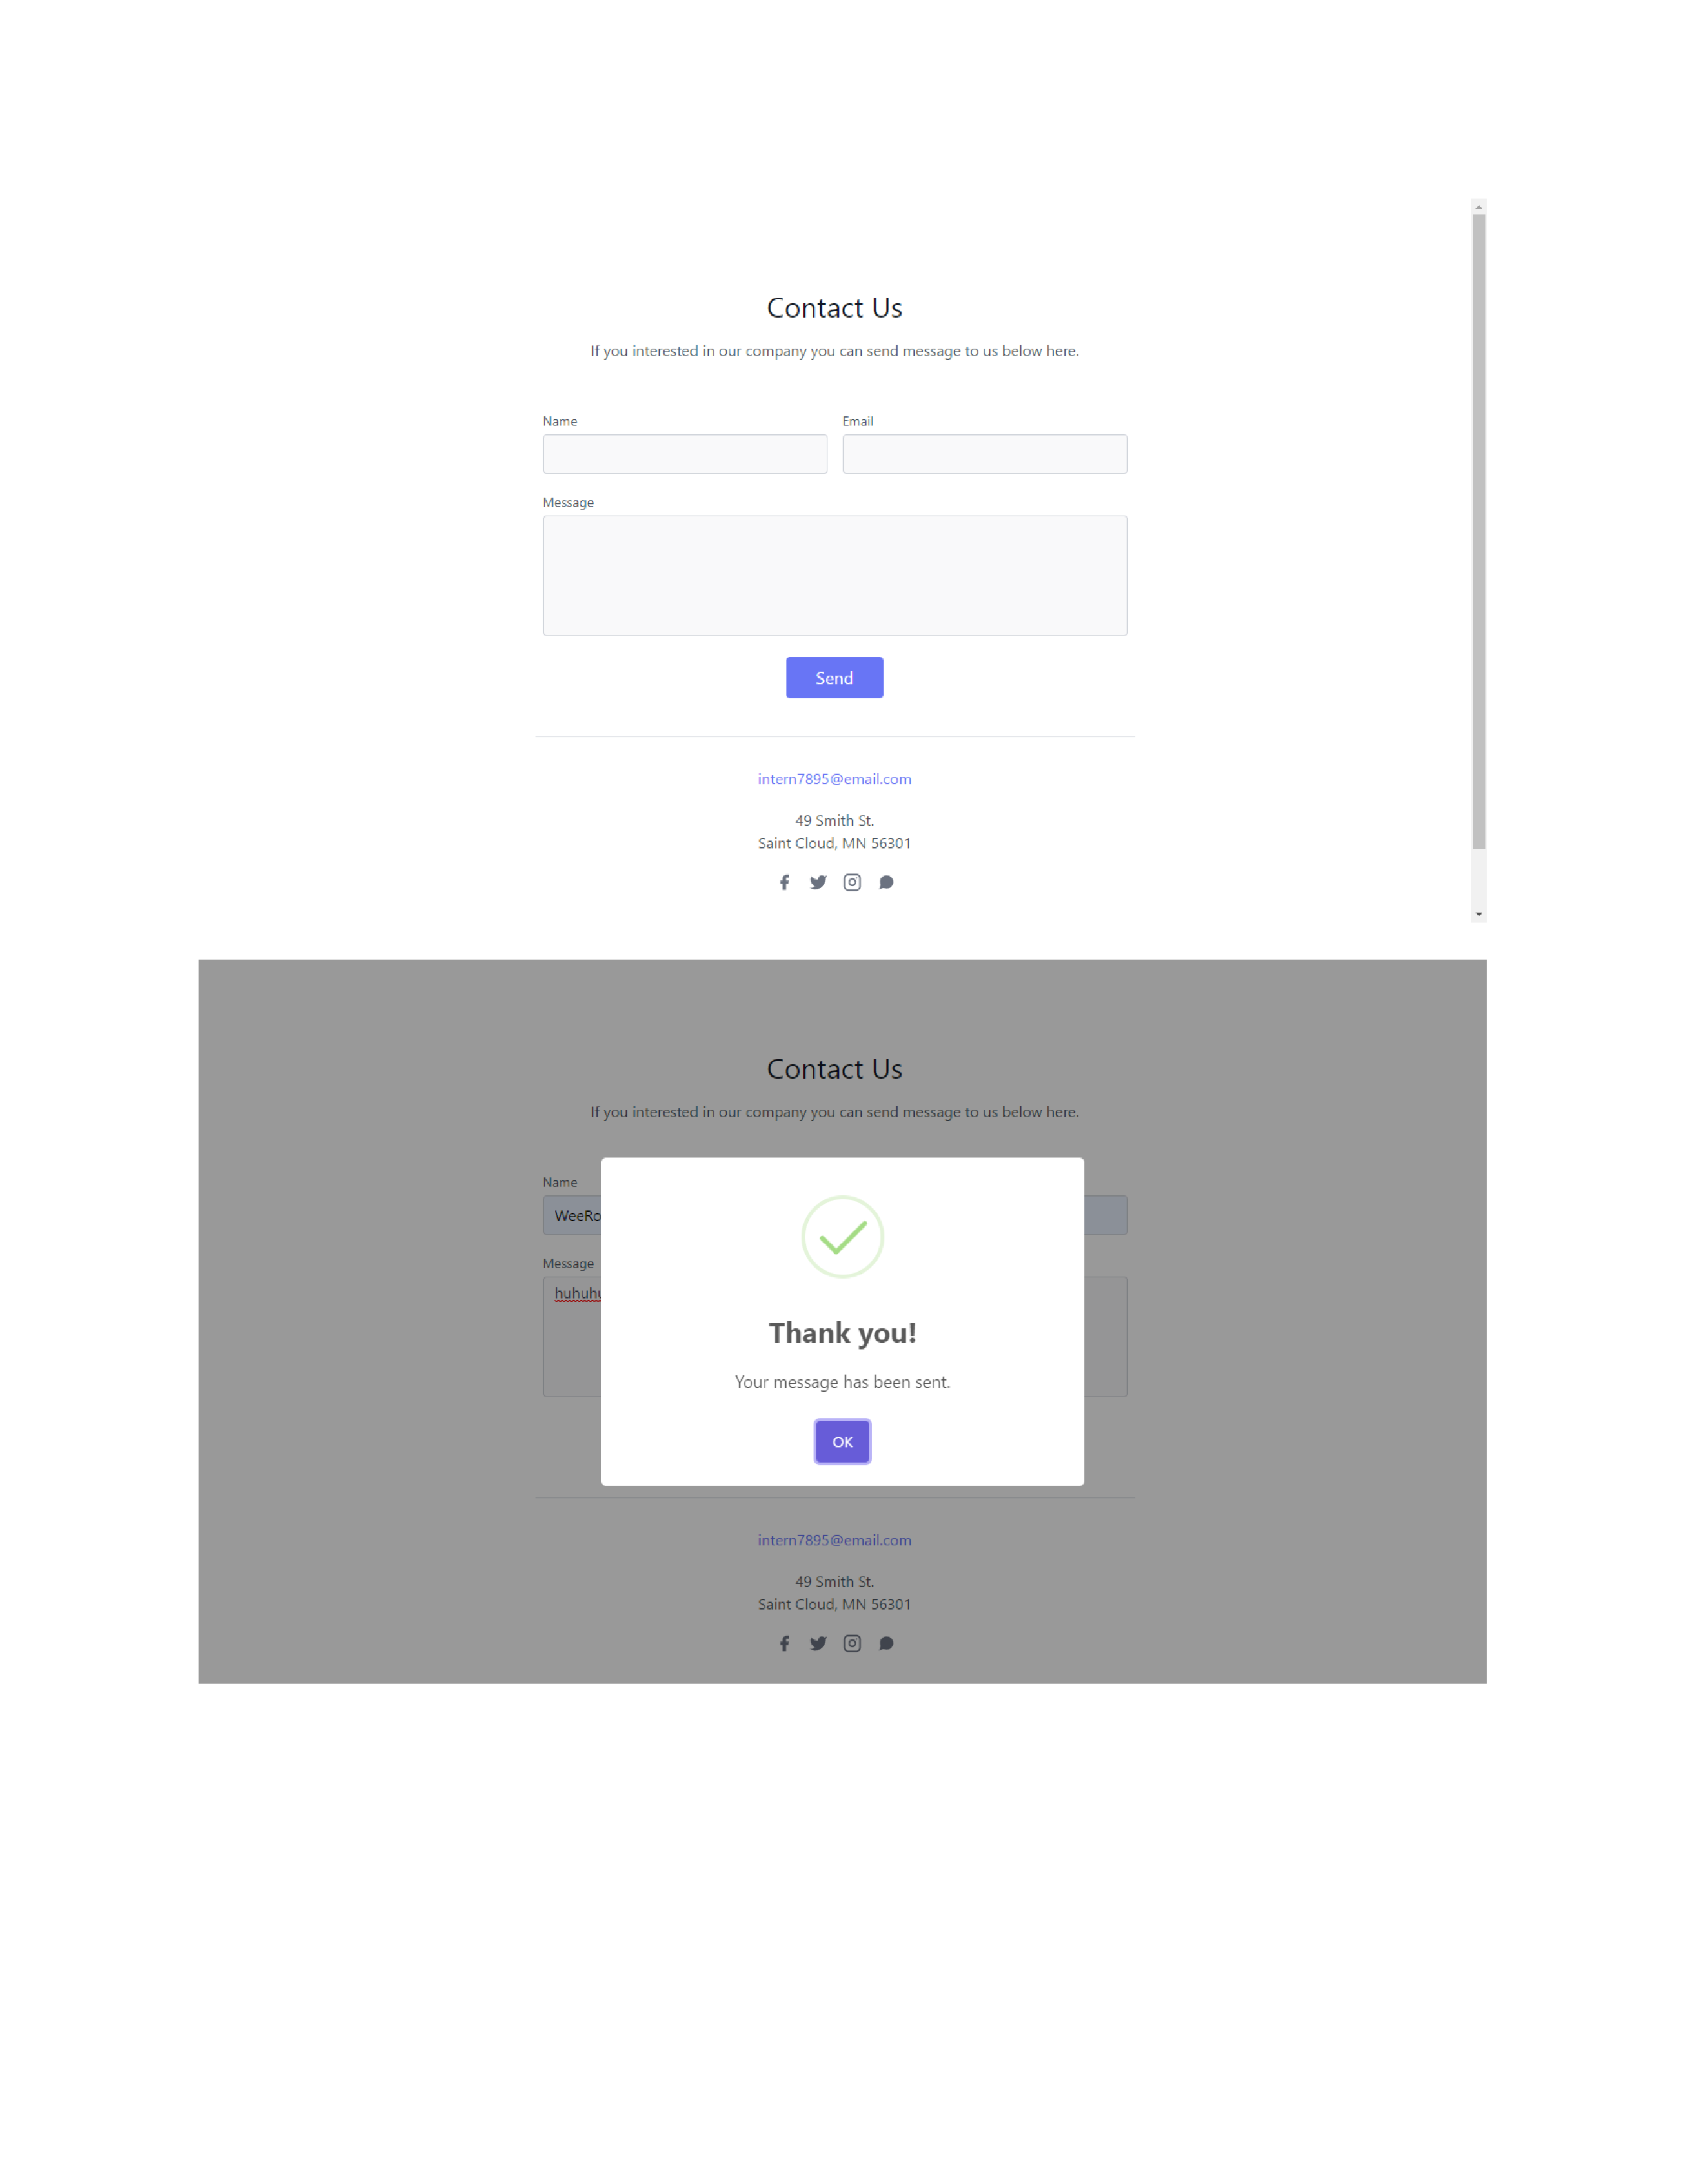 Contact Us
If you interested in our company you can send message to us below here.
Name Email
Message
Send
intern7895@email.com
49 Smith St.
Saint Cloud, MN 56301
Contact Us
If you interested in our company you can send message to us below here.
Name
WeeRo
Message
huhuhu
Thank you!
Your message has been sent.
OK
intern7895@email.com
49 Smith St.
Saint Cloud, MN 56301